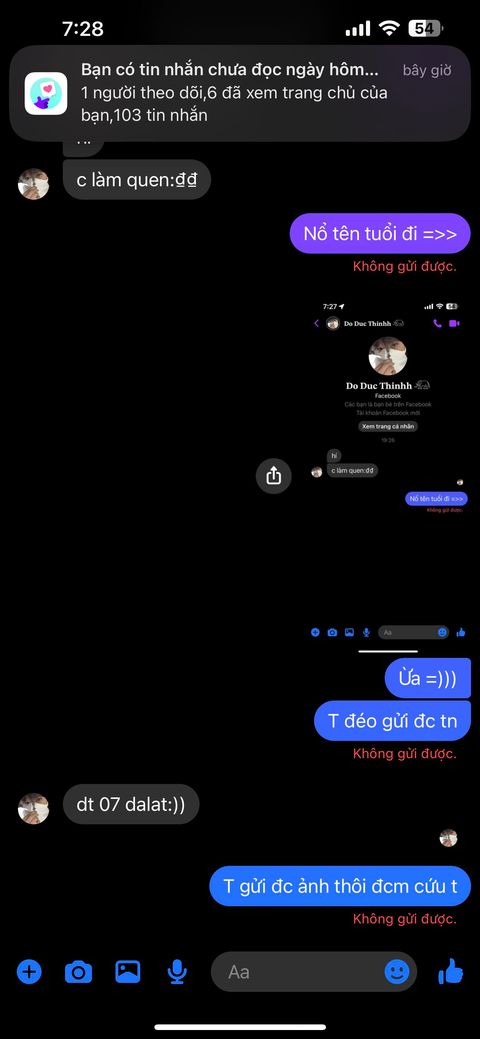 7:28
54
Bạn có tin nhắn chưa đọc ngày hôm...
bây giờ
1 người theo dõi,6 đã xem trang chủ của
bạn,103 tin nhắn
hi
c làm quen:₫₫
Nổ tên tuổi đi =>>
Không gửi được.
7:27
54
Do Duc Thinhh
Do Duc Thinhh
Facebook
Các bạn là bạn bè trên Facebook
Tài khoản Facebook mới
Xem trang cá nhân
19:26
hi
c làm quen:₫₫
Nổ tên tuổi đi =>>
Không gửi được.
Aa
Ừa =)))
T đéo gửi đc tn
Không gửi được.
dt 07 dalat:))
T gửi đc ảnh thôi đcm cứu t
Không gửi được.
Aa